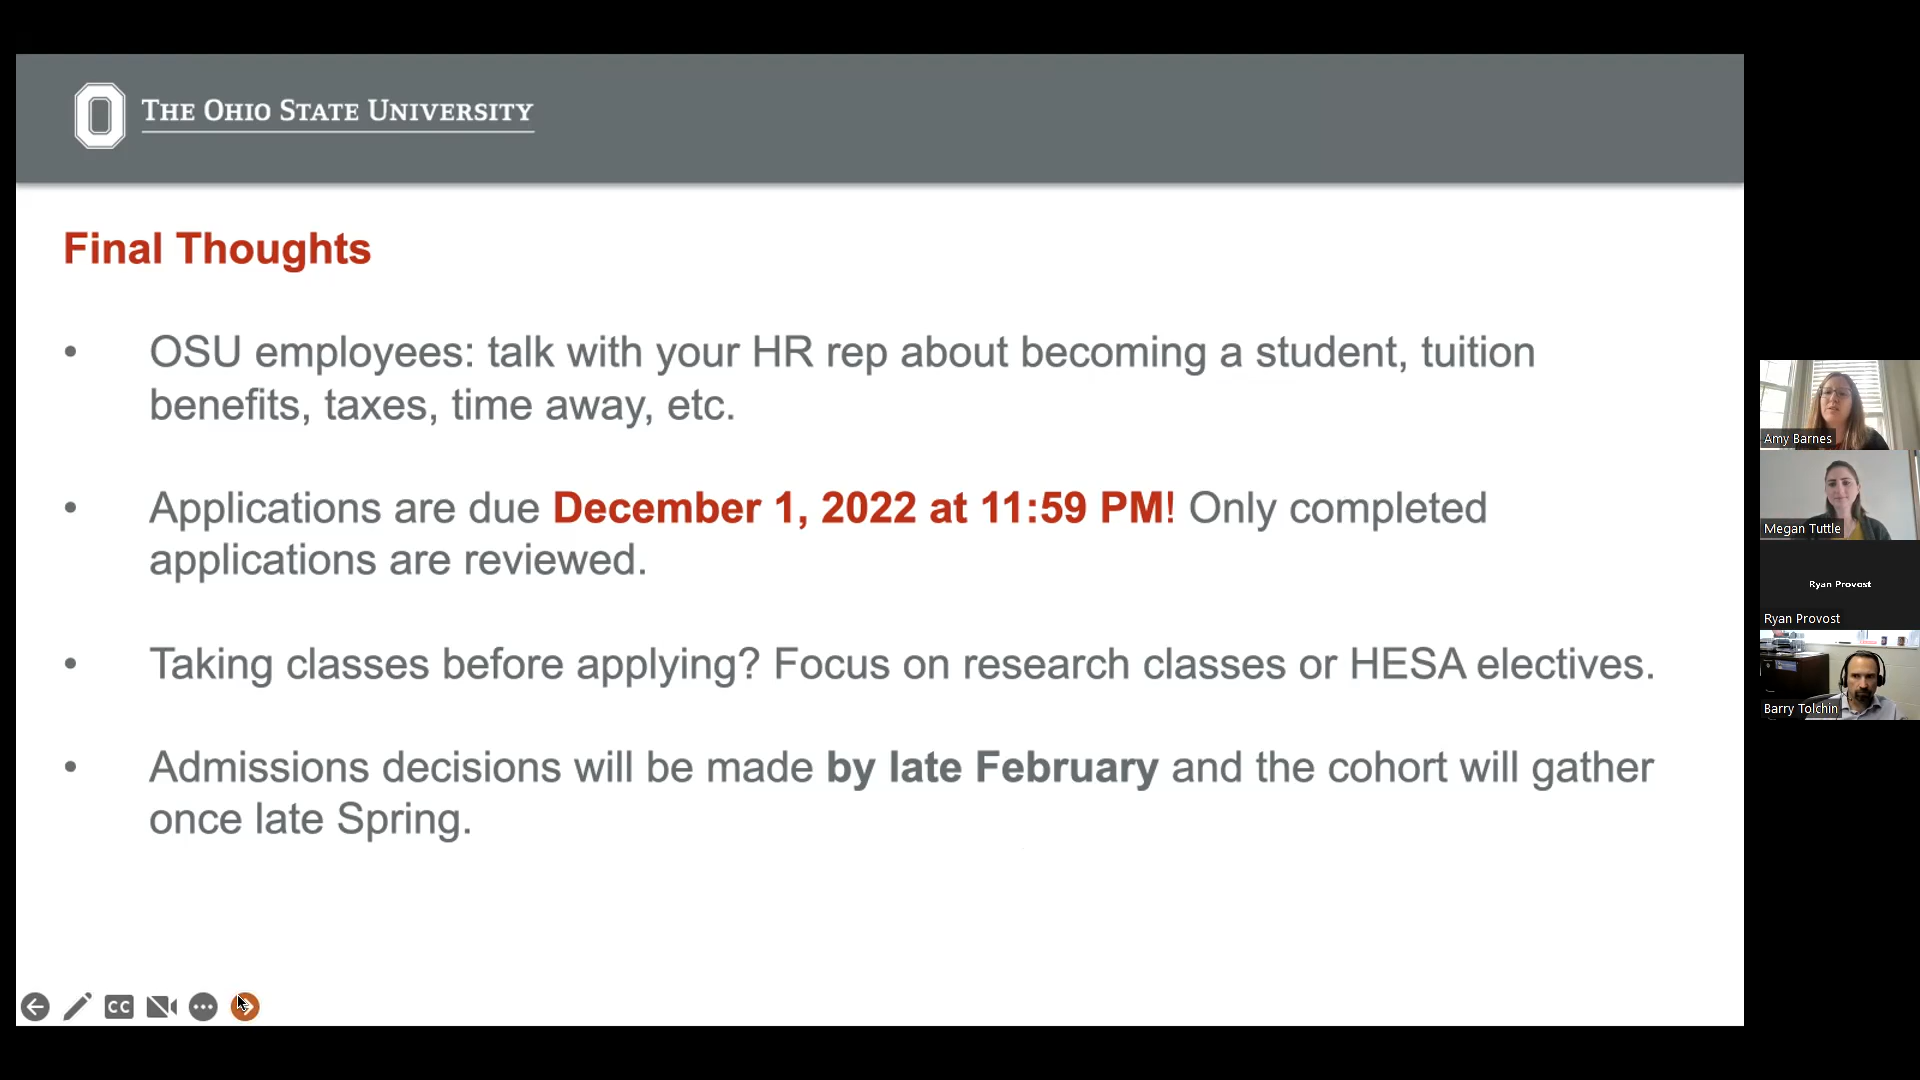 THE OHIO STATE UNIVERSITY
Final Thoughts
• OSU employees: talk with your HR rep about becoming a student, tuition
benefits, taxes, time away, etc.
• Applications are due December 1, 2022 at 11:59 PM! Only completed
applications are reviewed.
• Taking classes before applying? Focus on research classes or HESA electives.
• Admissions decisions will be made by late February and the cohort will gather
once late Spring.
CC
Amy Barnes
Megan Tuttle
Ryan Provost
Ryan Provost
Barry Tolchin